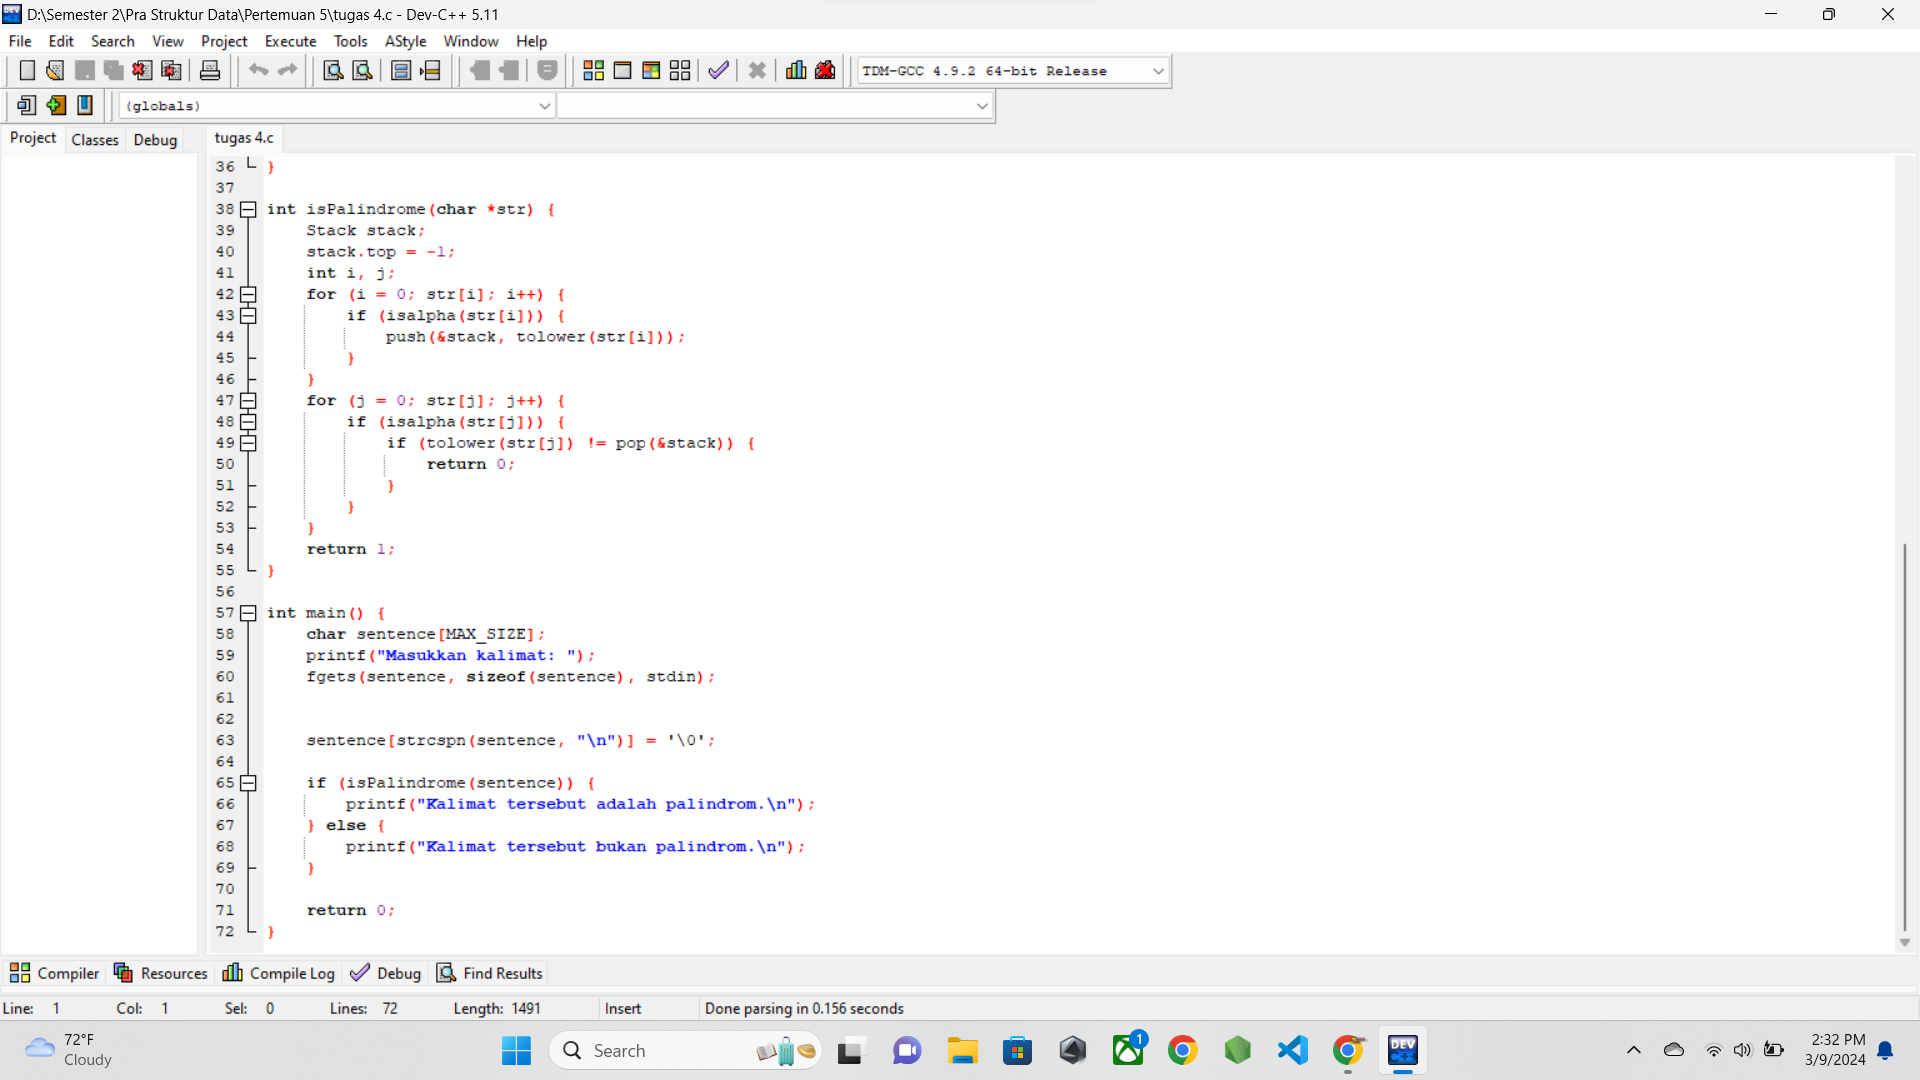 D:\Semester 2\Pra Struktur Data\Pertemuan 5\tugas 4.c - Dev-C++ 5.11
File Edit Search View Project Execute Tools AStyle Window Help
TDM-GCC 4.9.2 64-bit Release
(globals)
Project Classes Debug tugas 4.c
36 }
37
38 int isPalindrome(char *str) {
39     Stack stack;
40     stack.top = -1;
41     int i, j;
42     for (i = 0; str[i]; i++) {
43         if (isalpha(str[i])) {
44             push(&stack, tolower(str[i]));
45         }
46     }
47     for (j = 0; str[j]; j++) {
48         if (isalpha(str[j])) {
49             if (tolower(str[j]) != pop(&stack)) {
50                 return 0;
51             }
52         }
53     }
54     return 1;
55 }
56
57 int main() {
58     char sentence[MAX_SIZE];
59     printf("Masukkan kalimat: ");
60     fgets(sentence, sizeof(sentence), stdin);
61
62
63     sentence[strcspn(sentence, "\n")] = '\0';
64
65     if (isPalindrome(sentence)) {
66         printf("Kalimat tersebut adalah palindrom.\n");
67     } else {
68         printf("Kalimat tersebut bukan palindrom.\n");
69     }
70
71     return 0;
72 }
Compiler Resources Compile Log Debug Find Results
Line: 1 Col: 1 Sel: 0 Lines: 72 Length: 1491 Insert Done parsing in 0.156 seconds
72°F
Cloudy
Search
1
DEV C++
2:32 PM
3/9/2024